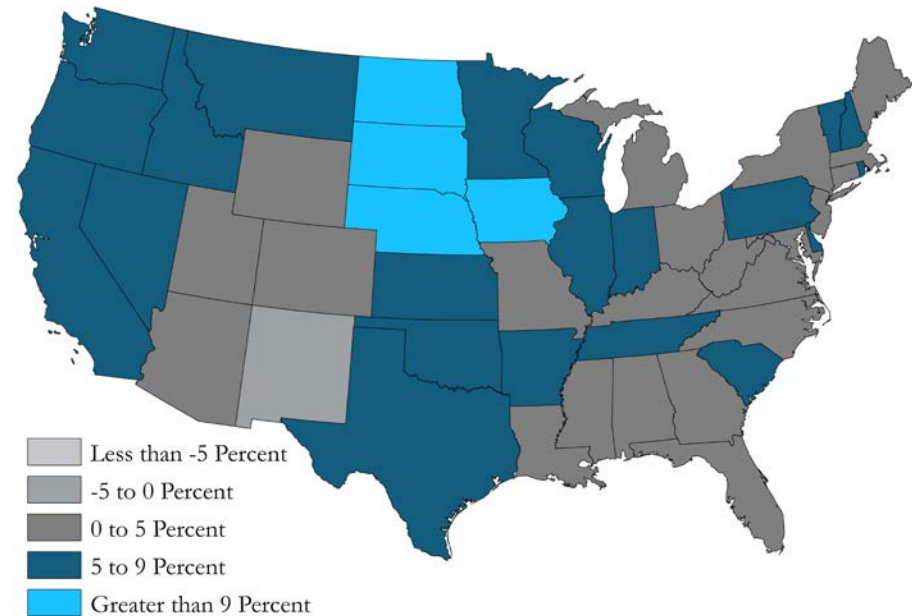 Less than -5 Percent
-5 to 0 Percent
0 to 5 Percent
5 to 9 Percent
Greater than 9 Percent